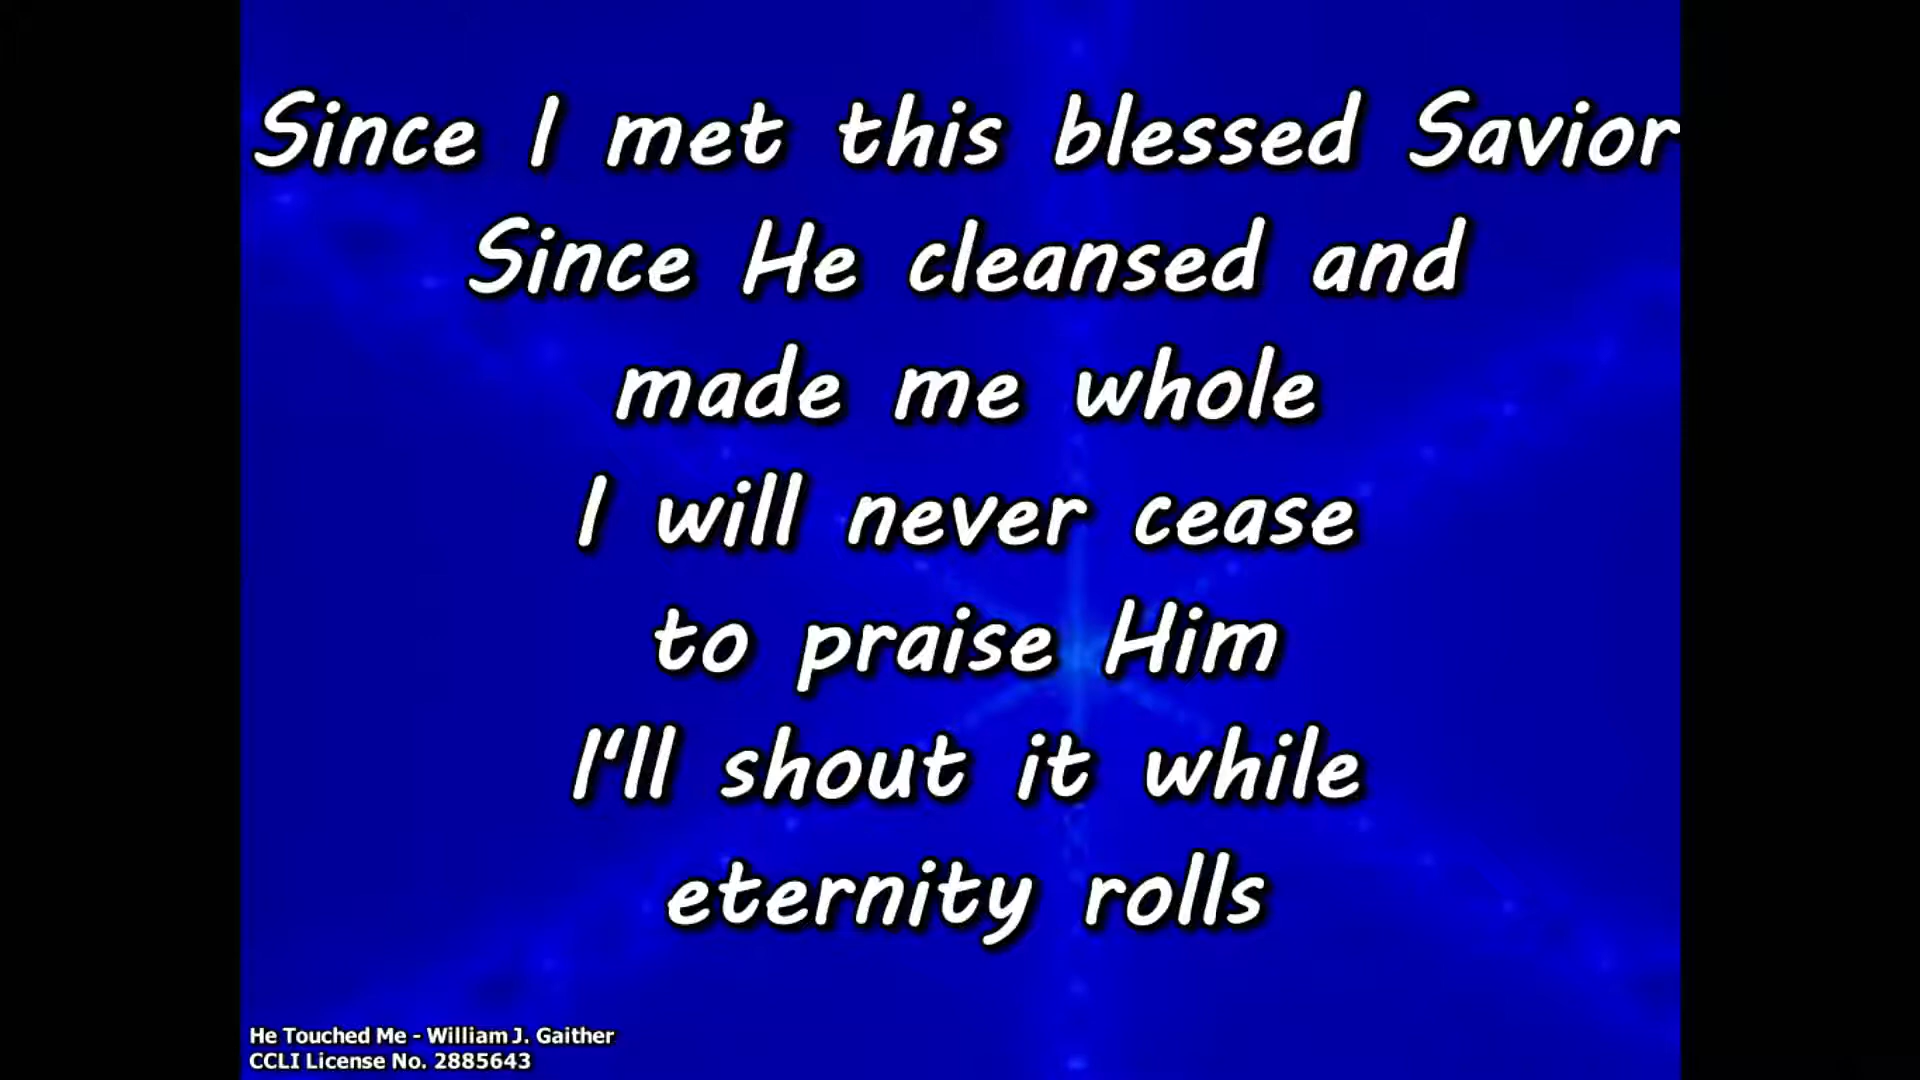 Since I met this blessed Savior
Since He cleansed and
made me whole
I will never cease
to praise Him
I‘ll shout it while
eternity rolls
He Touched Me - William J. Gaither
CCLI License No. 2885643